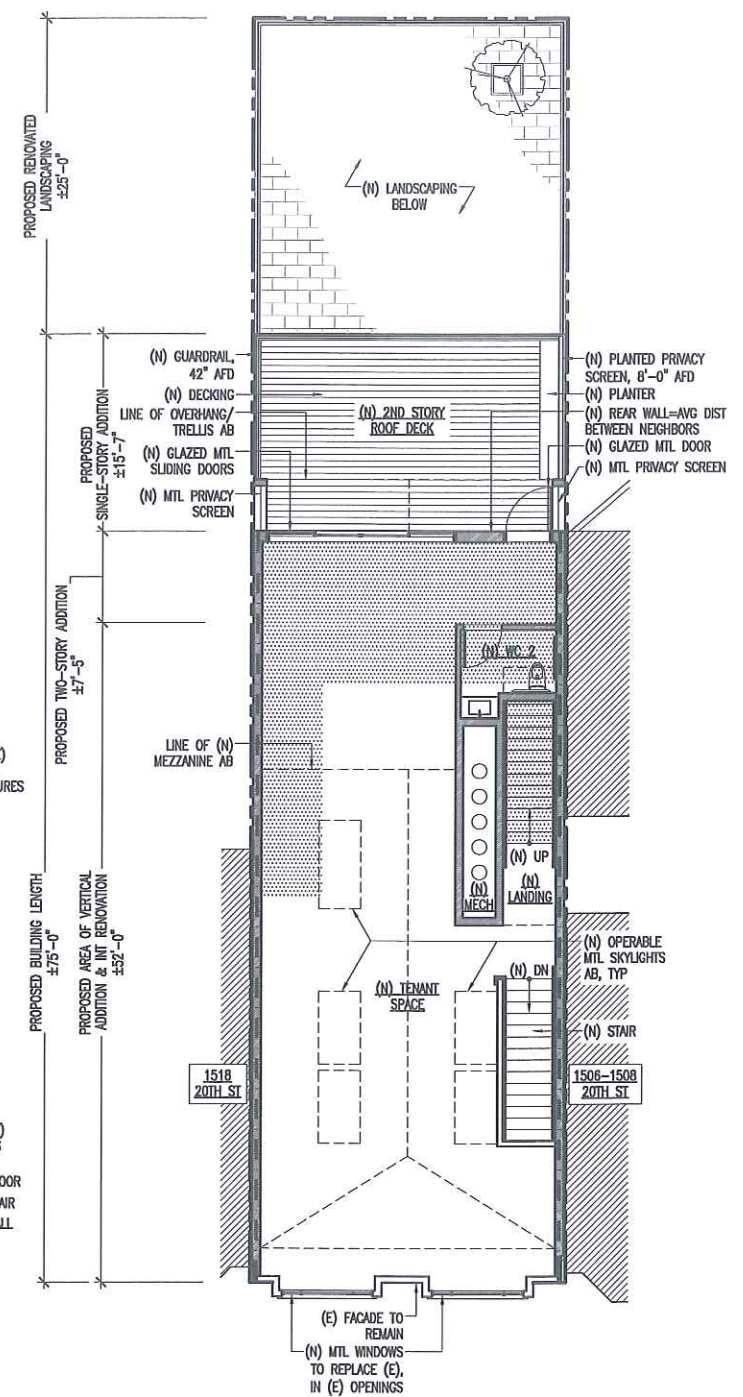 PROPOSED RENOVATED
LANDSCAPING
±25'-0"
(N) LANDSCAPING
BELOW
(N) GUARDRAIL,
42" AFD
(N) DECKING
LINE OF OVERHANG/
TRELLIS AB
(N) GLAZED MTL
SLIDING DOORS
(N) MTL PRIVACY
SCREEN
(N) 2ND STORY
ROOF DECK
(N) PLANTED PRIVACY
SCREEN, 8'-0" AFD
(N) PLANTER
(N) REAR WALL=AVG DIST
BETWEEN NEIGHBORS
(N) GLAZED MTL DOOR
(N) MTL PRIVACY SCREEN
PROPOSED
SINGLE-STORY ADDITION
±15'-7"
PROPOSED TWO-STORY ADDITION
±7'-5"
(N) WC 2
LINE OF (N)
MEZZANINE AB
URES
PROPOSED BUILDING LENGTH
±75'-0"
PROPOSED AREA OF VERTICAL
ADDITION & INT RENOVATION
±52'-0"
(N) UP
(N)
MECH
(N)
LANDING
(N) OPERABLE
MTL SKYLIGHTS
AB, TYP
(N) DN
(N) TENANT
SPACE
(N) STAIR
1518
20TH ST
1506-1508
20TH ST
OOR
AIR
ALL
(E) FACADE TO
REMAIN
(N) MTL WINDOWS
TO REPLACE (E),
IN (E) OPENINGS